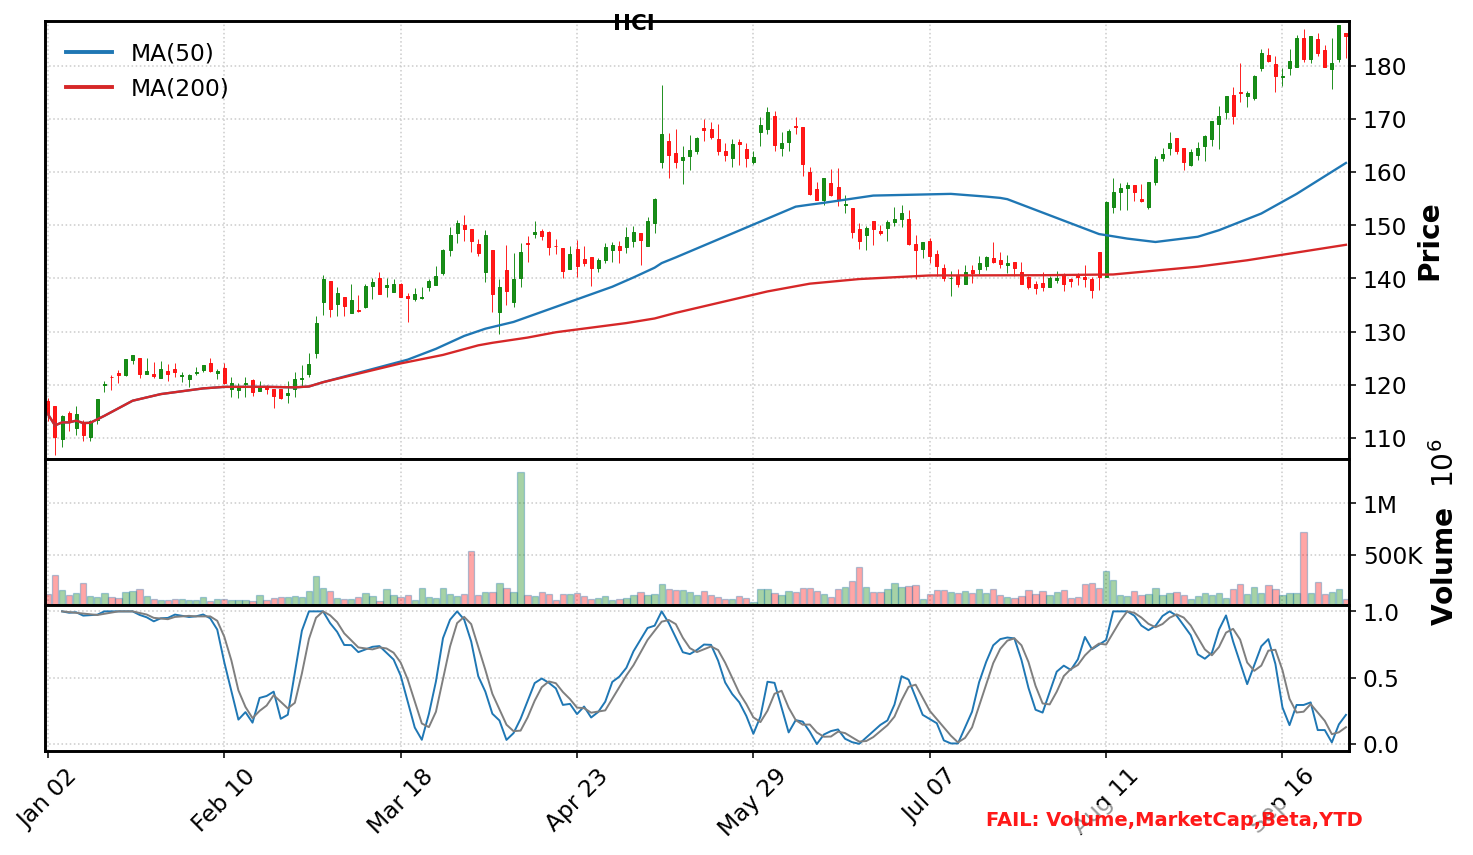 HCI
MA(50)
MA(200)
180
170
160
150
140
130
120
110
Price
1M
500K
Volume 10^6
1.0
0.5
0.0
Jan 02
Feb 10
Mar 18
Apr 23
May 29
Jul 07
Aug 11
Sep 16
FAIL: Volume,MarketCap,Beta,YTD